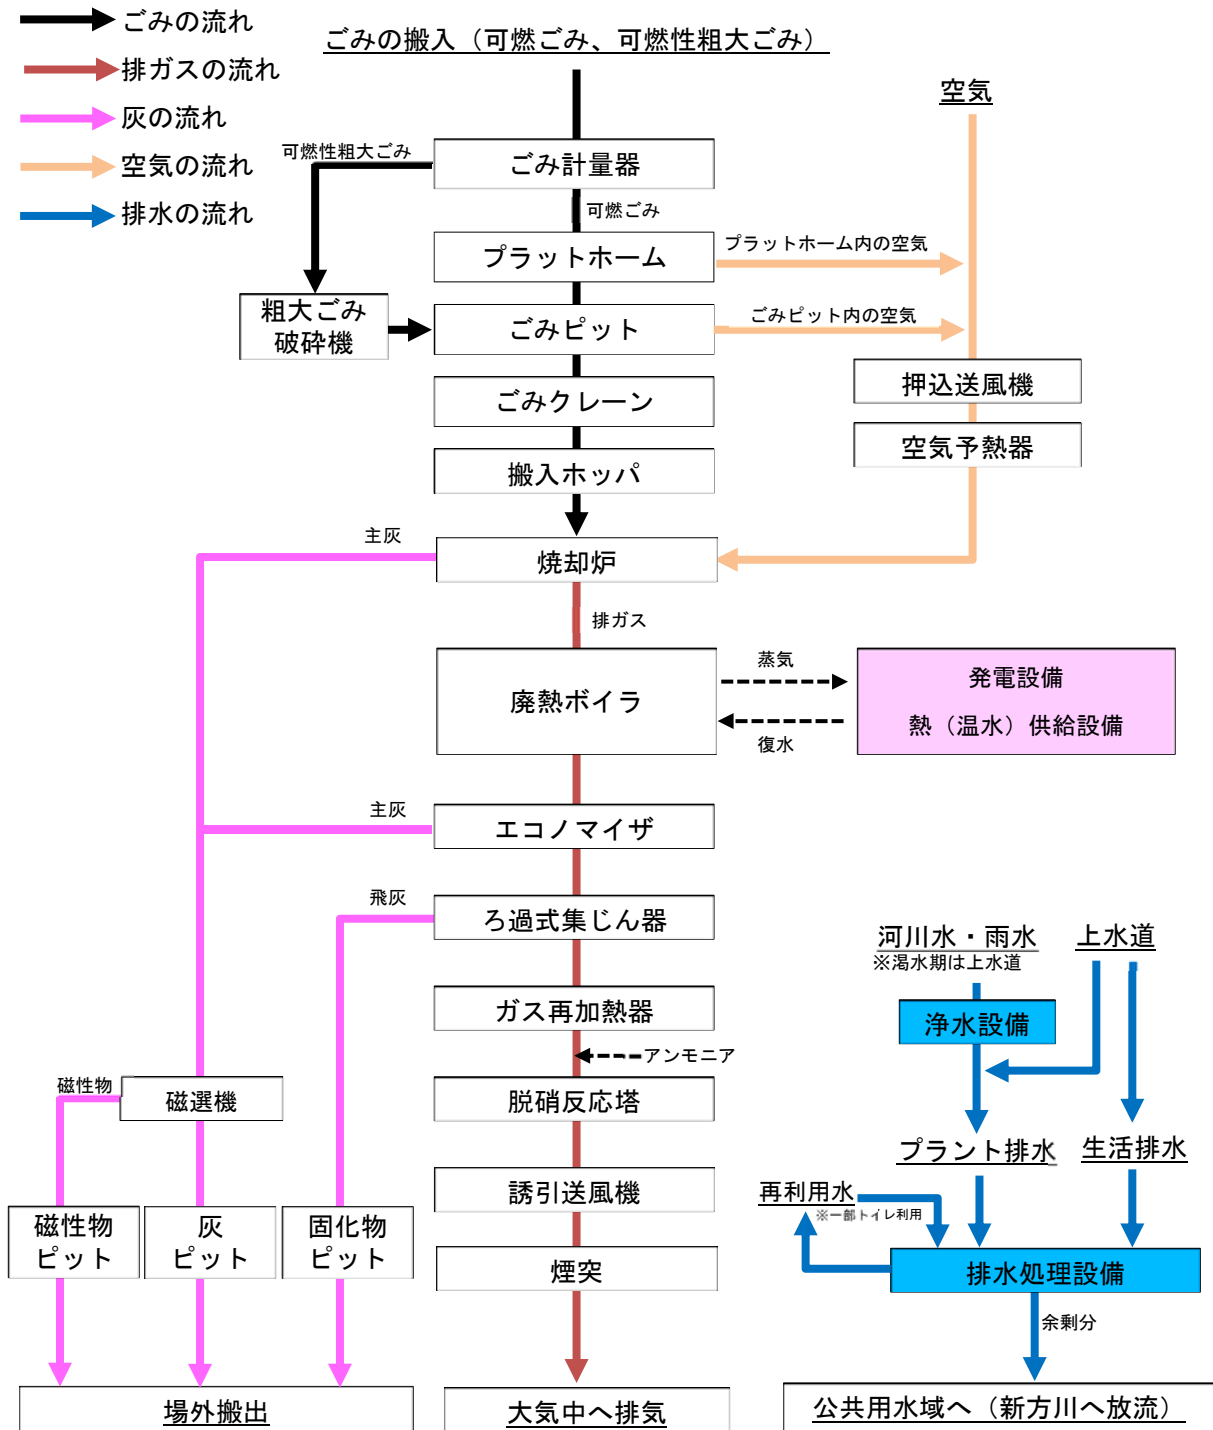 ごみの流れ
排ガスの流れ
灰の流れ
空気の流れ
排水の流れ
ごみの搬入（可燃ごみ、可燃性粗大ごみ）
空気
可燃性粗大ごみ
ごみ計量器
可燃ごみ
プラットホーム
プラットホーム内の空気
粗大ごみ
破砕機
ごみピット
ごみピット内の空気
ごみクレーン
押込送風機
空気予熱器
搬入ホッパ
主灰
焼却炉
排ガス
廃熱ボイラ
蒸気
復水
発電設備
熱（温水）供給設備
主灰
エコノマイザ
飛灰
ろ過式集じん器
ガス再加熱器
アンモニア
脱硝反応塔
誘引送風機
煙突
大気中へ排気
磁性物
磁選機
磁性物
ピット
灰
ピット
固化物
ピット
場外搬出
河川水・雨水
※渇水期は上水道
上水道
浄水設備
プラント排水
生活排水
再利用水
※一部トイレ利用
排水処理設備
余剰分
公共用水域へ（新方川へ放流）